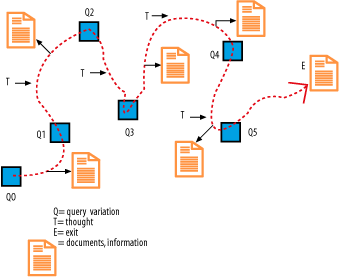 Q2
T
T
T
Q4
E
Q3
T
Q1
Q5
Q0
Q= query variation
T= thought
E= exit
= documents, information